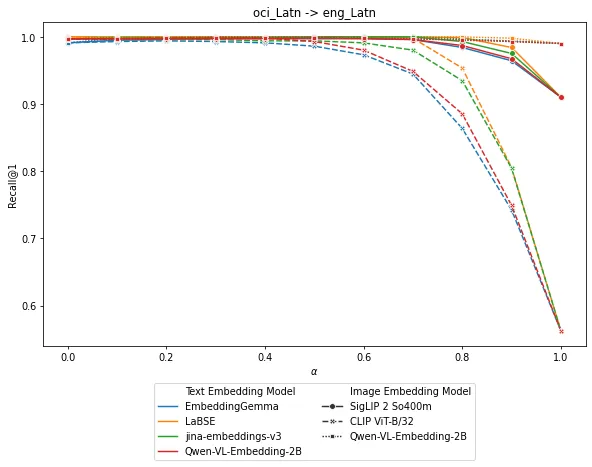 oci_Latn -> eng_Latn
Recall@1
1.0
0.9
0.8
0.7
0.6
0.0 0.2 0.4 0.6 0.8 1.0
α
Text Embedding Model
EmbeddingGemma
LaBSE
jina-embeddings-v3
Qwen-VL-Embedding-2B
Image Embedding Model
SigLIP 2 So400m
CLIP ViT-B/32
Qwen-VL-Embedding-2B